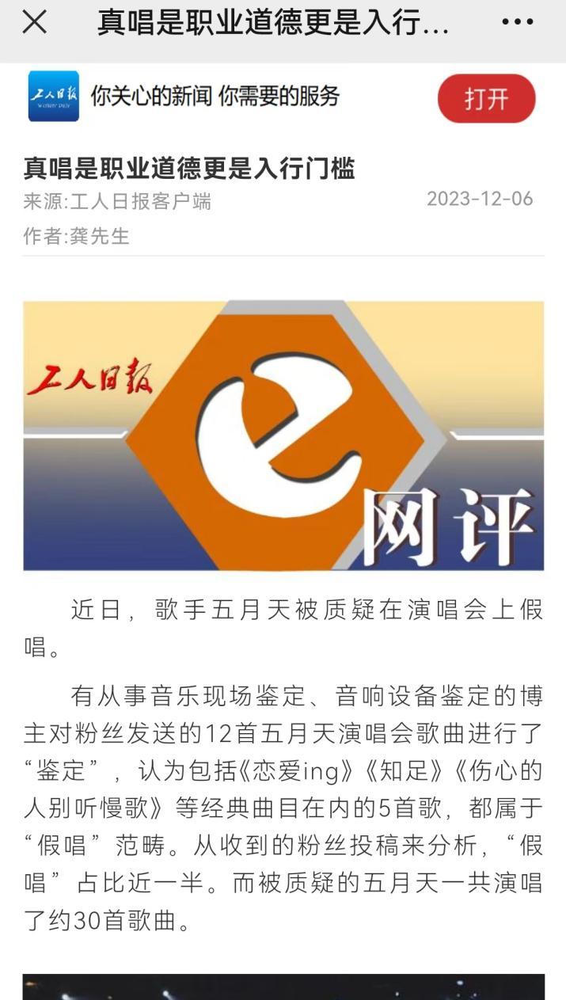 真唱是职业道德更是入行...
工人日报
WORKERS' DAILY
你关心的新闻 你需要的服务
打开
真唱是职业道德更是入行门槛
来源:工人日报客户端
2023-12-06
作者:龚先生
工人日报
e
网评
近日，歌手五月天被质疑在演唱会上假
唱。
有从事音乐现场鉴定、音响设备鉴定的博
主对粉丝发送的12首五月天演唱会歌曲进行了
“鉴定”，认为包括《恋爱ing》《知足》《伤心的
人别听慢歌》等经典曲目在内的5首歌，都属于
“假唱”范畴。从收到的粉丝投稿来分析，“假
唱”占比近一半。而被质疑的五月天一共演唱
了约30首歌曲。